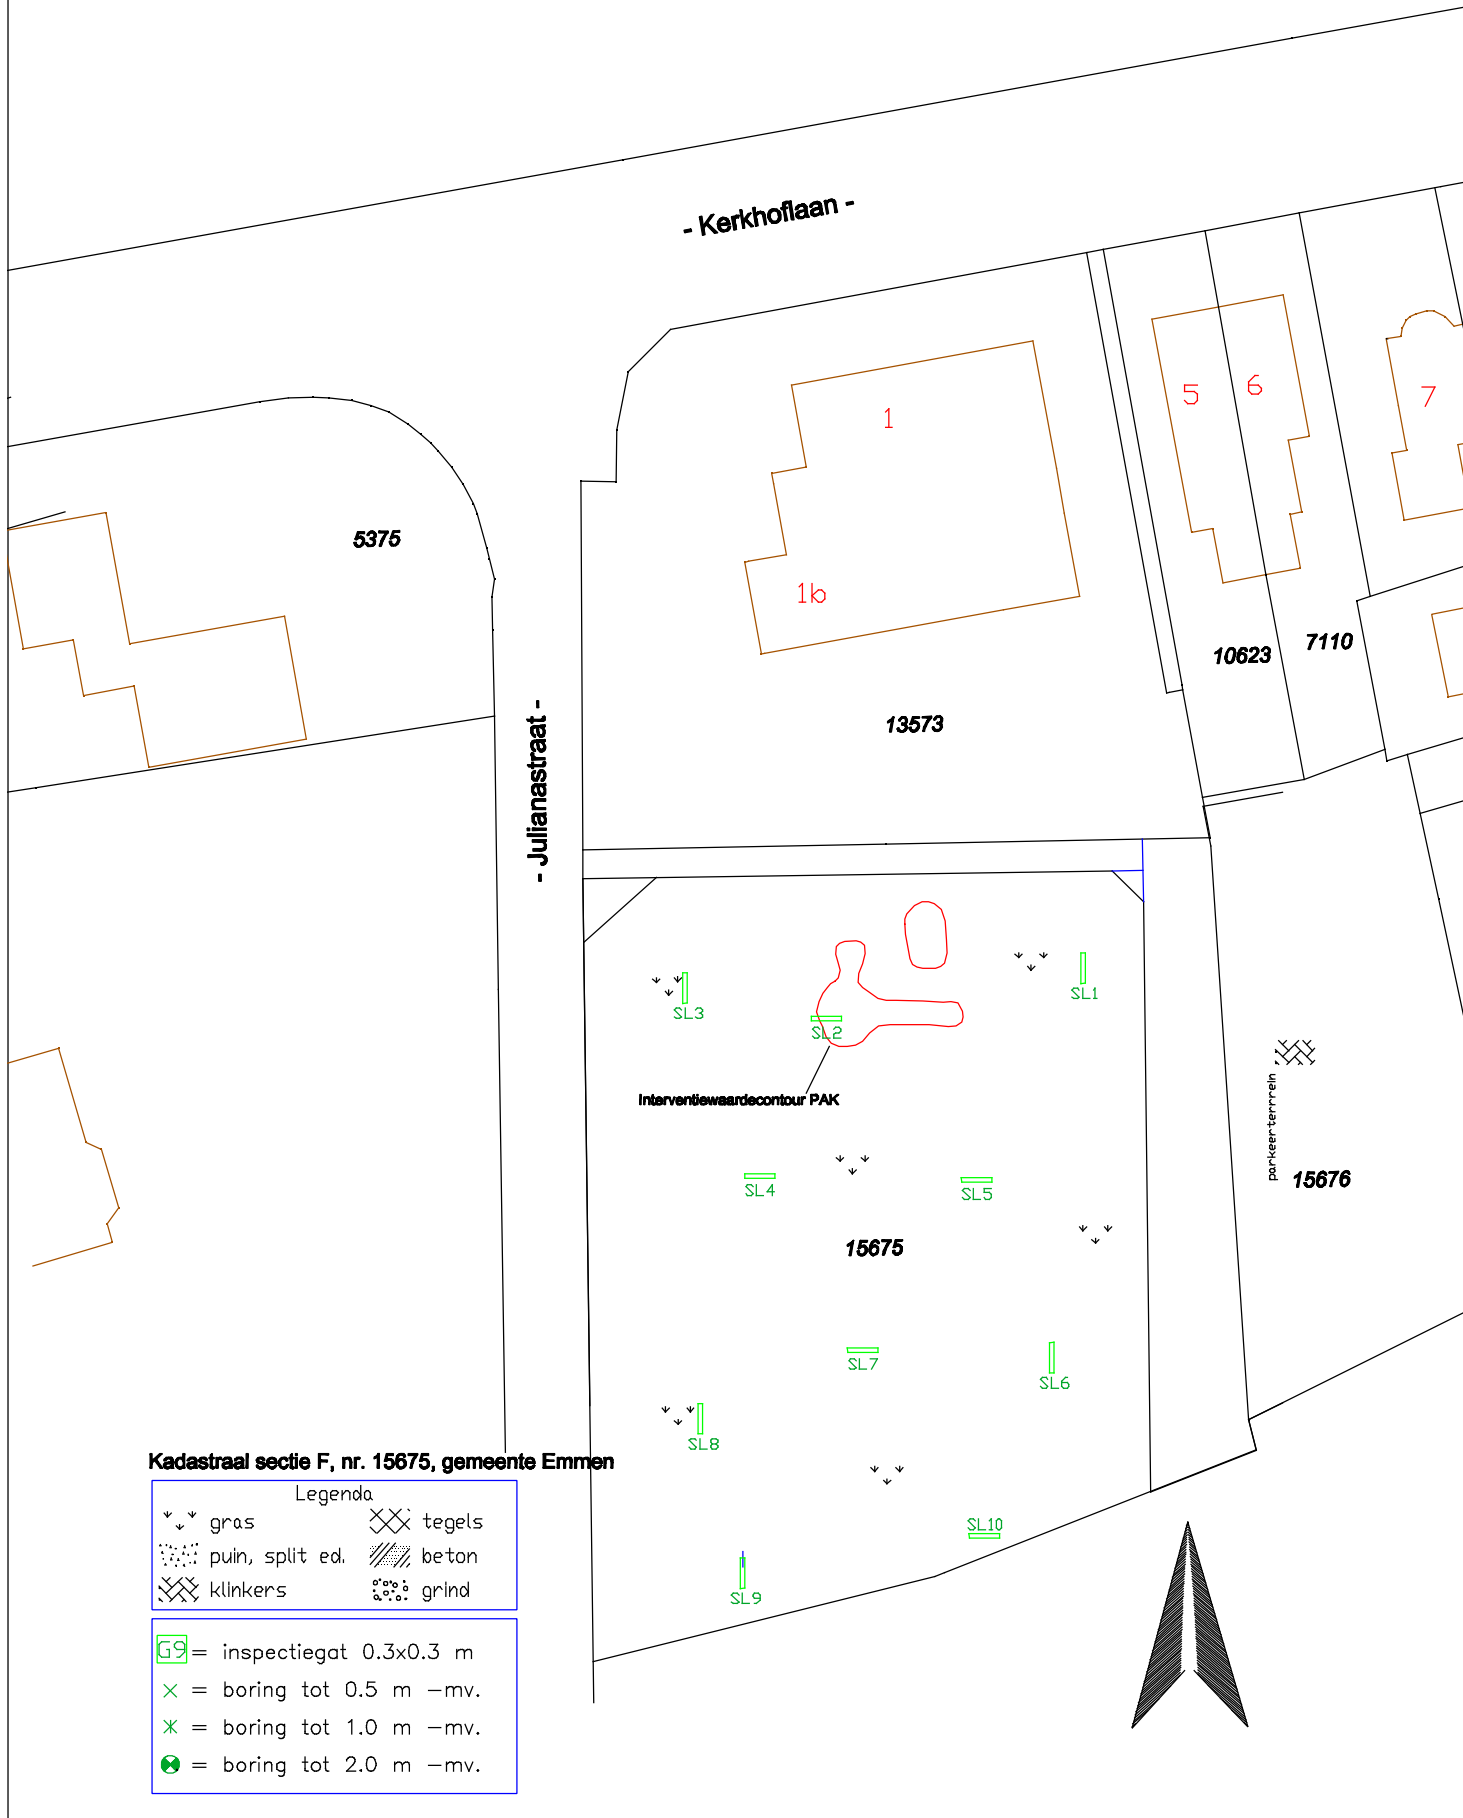 - Kerkhoflaan -
1
5
6
7
5375
1b
10623
7110
13573
- Julianastraat -
SL3
SL2
SL1
Interventiewaardecontour PAK
parkeerterrrein
15676
SL4
SL5
15675
SL7
SL6
SL8
SL10
SL9
Kadastraal sectie F, nr. 15675, gemeente Emmen
Legenda
gras
tegels
puin, split ed.
beton
klinkers
grind
G9 = inspectiegat 0.3x0.3 m
= boring tot 0.5 m -mv.
= boring tot 1.0 m -mv.
= boring tot 2.0 m -mv.